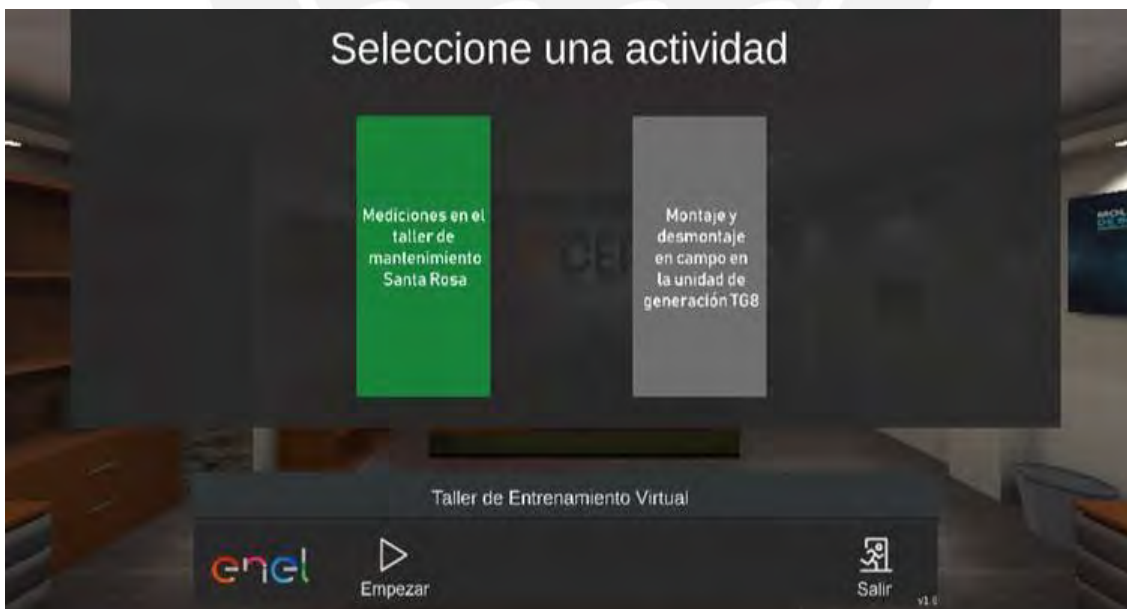 Seleccione una actividad
Mediciones en el
taller de
mantenimiento
Santa Rosa
Montaje y
desmontaje
en campo en
la unidad de
generación TG8
Taller de Entrenamiento Virtual
enel
Empezar
Salir